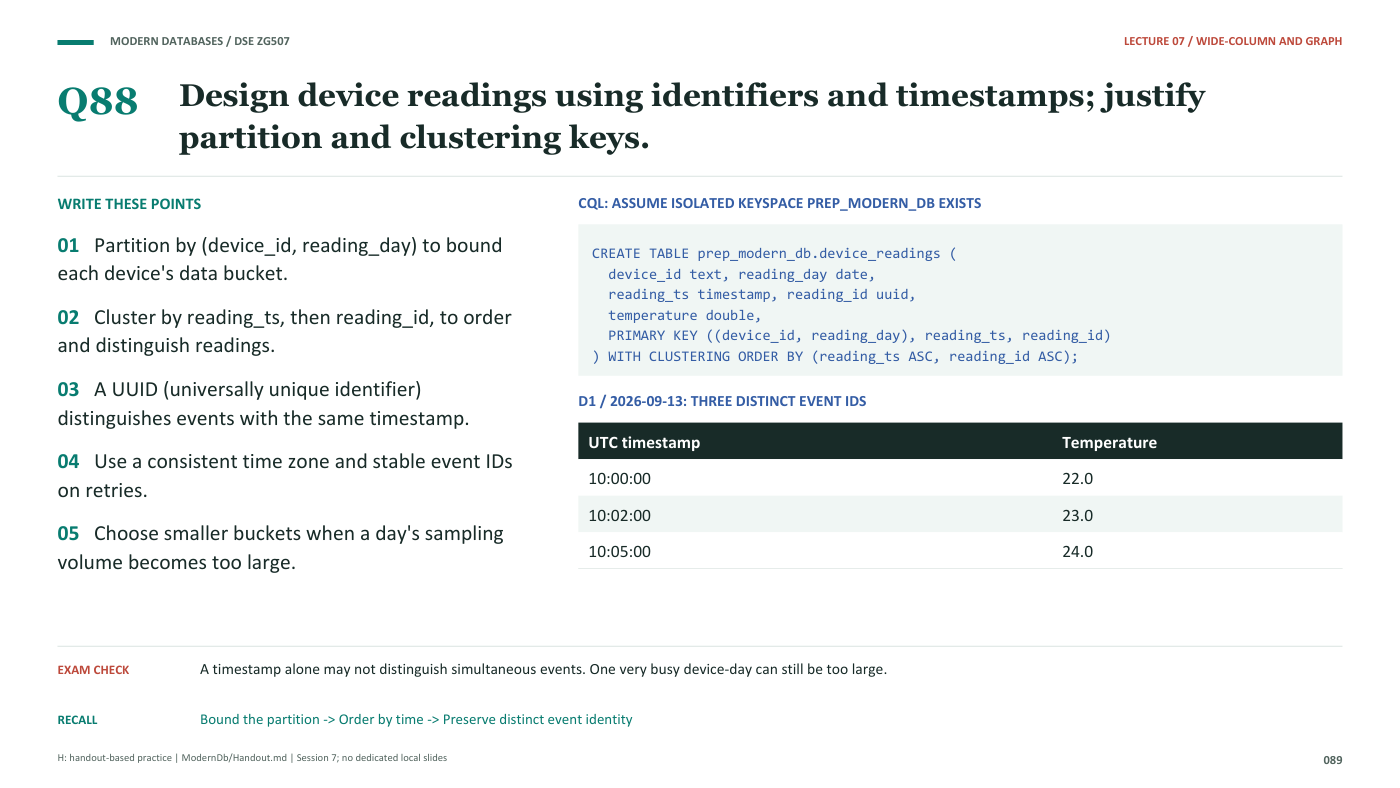 MODERN DATABASES / DSE ZG507
LECTURE 07 / WIDE-COLUMN AND GRAPH
Q88
Design device readings using identifiers and timestamps; justify
partition and clustering keys.
WRITE THESE POINTS
01 Partition by (device_id, reading_day) to bound
each device's data bucket.
02 Cluster by reading_ts, then reading_id, to order
and distinguish readings.
03 A UUID (universally unique identifier)
distinguishes events with the same timestamp.
04 Use a consistent time zone and stable event IDs
on retries.
05 Choose smaller buckets when a day's sampling
volume becomes too large.
CQL: ASSUME ISOLATED KEYSPACE PREP_MODERN_DB EXISTS
CREATE TABLE prep_modern_db.device_readings (
device_id text, reading_day date,
reading_ts timestamp, reading_id uuid,
temperature double,
PRIMARY KEY ((device_id, reading_day), reading_ts, reading_id)
) WITH CLUSTERING ORDER BY (reading_ts ASC, reading_id ASC);
D1 / 2026-09-13: THREE DISTINCT EVENT IDS
UTC timestamp Temperature
10:00:00 22.0
10:02:00 23.0
10:05:00 24.0
EXAM CHECK A timestamp alone may not distinguish simultaneous events. One very busy device-day can still be too large.
RECALL Bound the partition -> Order by time -> Preserve distinct event identity
H: handout-based practice | ModernDb/Handout.md | Session 7; no dedicated local slides
089